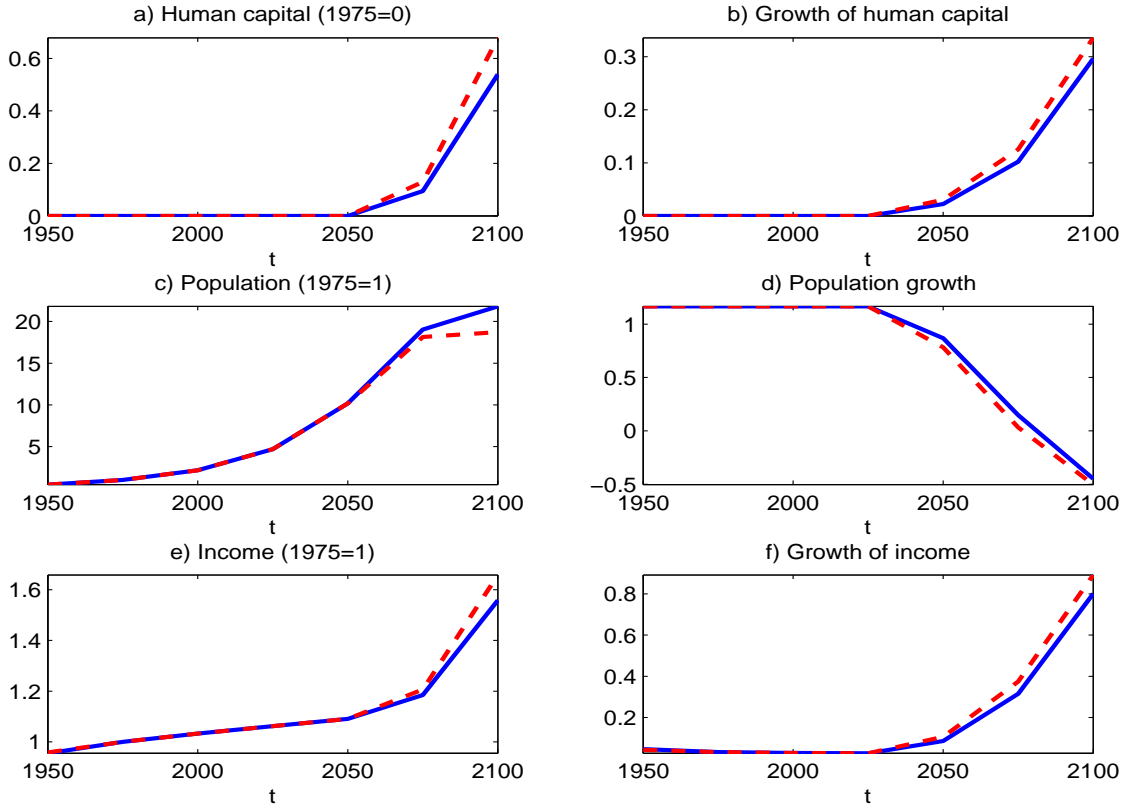 a) Human capital (1975=0)
0.6
0.4
0.2
0
1950 2000 2050 2100
t
b) Growth of human capital
0.3
0.2
0.1
0
1950 2000 2050 2100
t
c) Population (1975=1)
20
15
10
5
1950 2000 2050 2100
t
d) Population growth
1
0.5
0
−0.5
1950 2000 2050 2100
t
e) Income (1975=1)
1.6
1.4
1.2
1
1950 2000 2050 2100
t
f) Growth of income
0.8
0.6
0.4
0.2
1950 2000 2050 2100
t